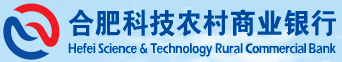 合肥科技农村商业银行
Hefei Science & Technology Rural Commercial Bank